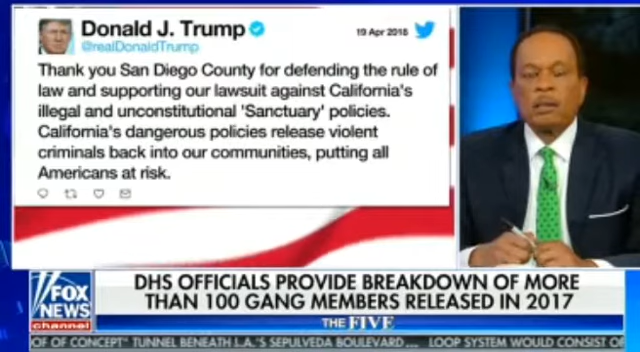 Donald J. Trump
@realDonaldTrump
19 Apr 2018
Thank you San Diego County for defending the rule of
law and supporting our lawsuit against California's
illegal and unconstitutional 'Sanctuary' policies.
California's dangerous policies release violent
criminals back into our communities, putting all
Americans at risk.
DHS OFFICIALS PROVIDE BREAKDOWN OF MORE
THAN 100 GANG MEMBERS RELEASED IN 2017
FOX
NEWS
channel
THE FIVE
OF OF CONCEPT" TUNNEL BENEATH L.A.'S SEPULVEDA BOULEVARD... LOOP SYSTEM WOULD CONSIST OF